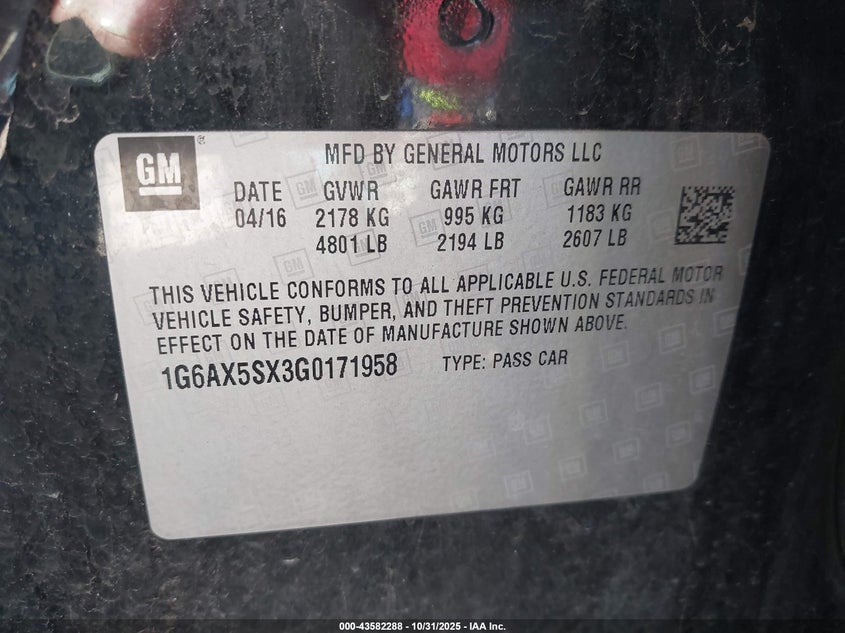 GM
MFD BY GENERAL MOTORS LLC
DATE GVWR GAWR FRT GAWR RR
04/16 2178 KG 995 KG 1183 KG
4801 LB 2194 LB 2607 LB
THIS VEHICLE CONFORMS TO ALL APPLICABLE U.S. FEDERAL MOTOR
VEHICLE SAFETY, BUMPER, AND THEFT PREVENTION STANDARDS IN
EFFECT ON THE DATE OF MANUFACTURE SHOWN ABOVE.
1G6AX5SX3G0171958 TYPE: PASS CAR
000-43582288 - 10/31/2025 - IAA Inc.